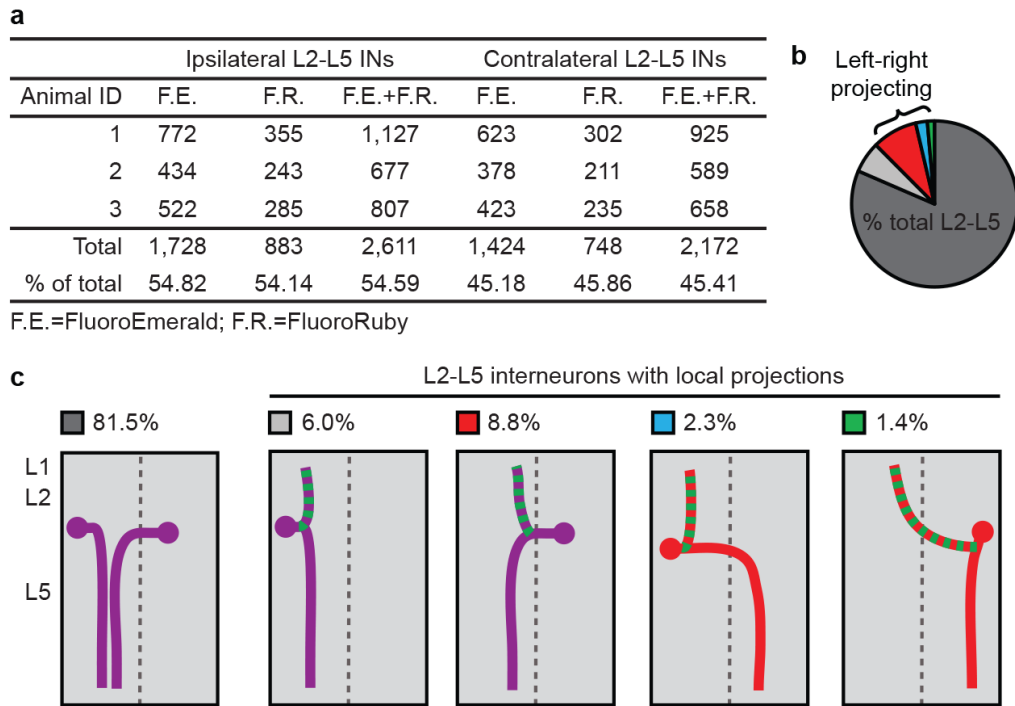 a
Ipsilateral L2-L5 INs Contralateral L2-L5 INs
Animal ID F.E. F.R. F.E.+F.R. F.E. F.R. F.E.+F.R.
1 772 355 1,127 623 302 925
2 434 243 677 378 211 589
3 522 285 807 423 235 658
Total 1,728 883 2,611 1,424 748 2,172
% of total 54.82 54.14 54.59 45.18 45.86 45.41
F.E.=FluoroEmerald; F.R.=FluoroRuby
b
Left-right
projecting
% total L2-L5
c
L2-L5 interneurons with local projections
81.5% 6.0% 8.8% 2.3% 1.4%
L1
L2
L5